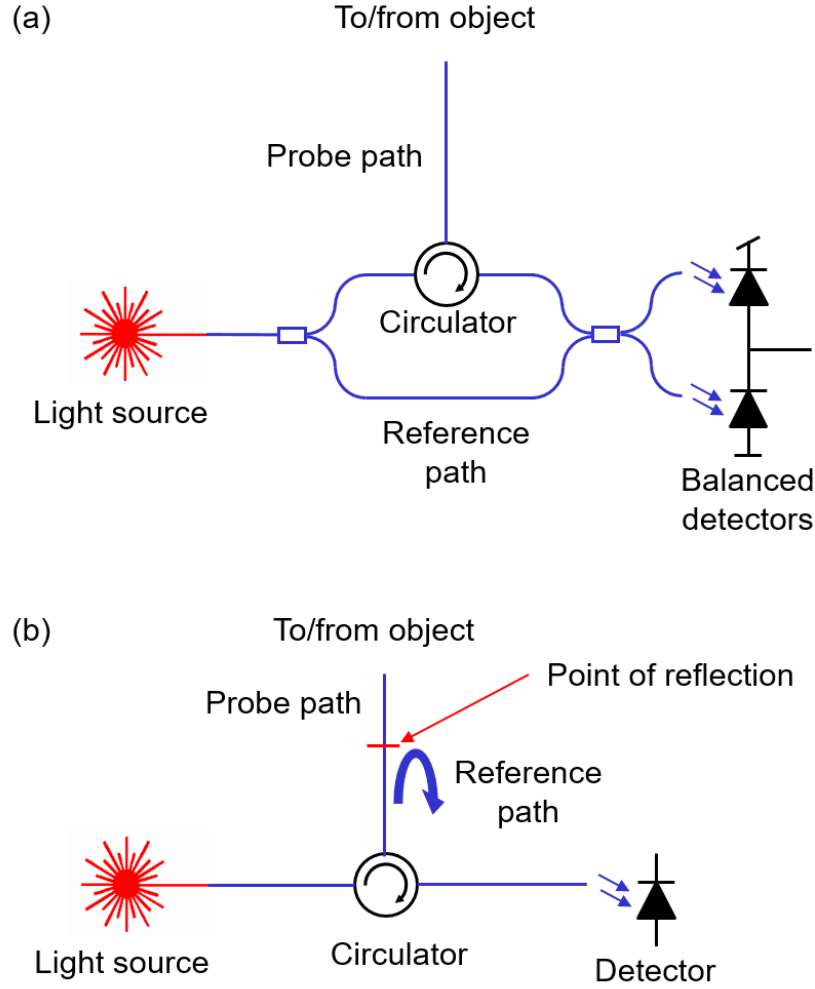 (a)
To/from object
Probe path
Circulator
Light source
Reference
path
Balanced
detectors
(b)
To/from object
Point of reflection
Probe path
Reference
path
Circulator
Light source
Detector